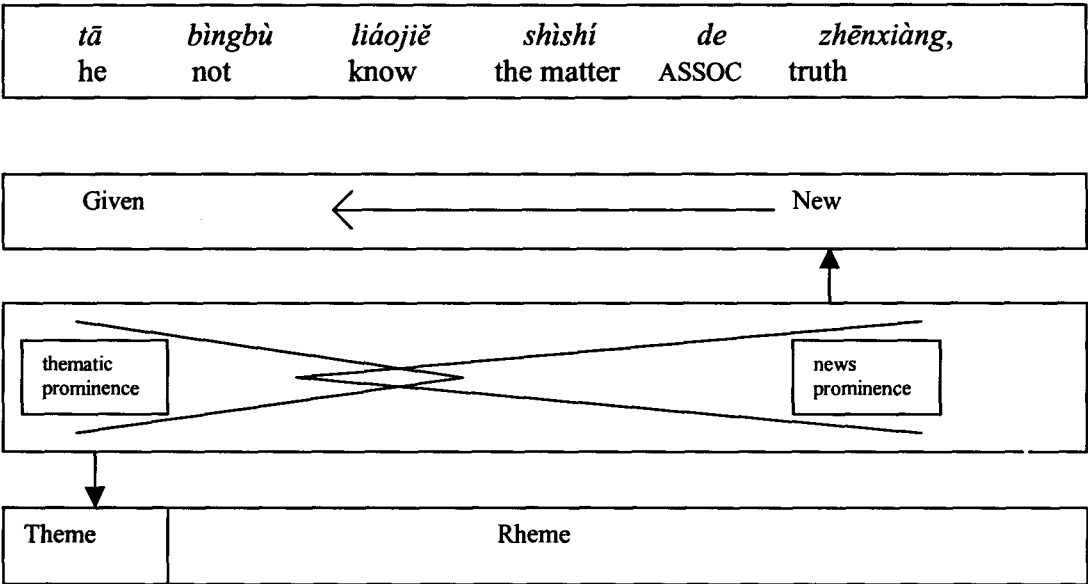 tā bìngbù liáojiĕ shìshí de zhēnxiàng,
he not know the matter ASSOC truth
Given New
thematic news
prominence prominence
Theme Rheme